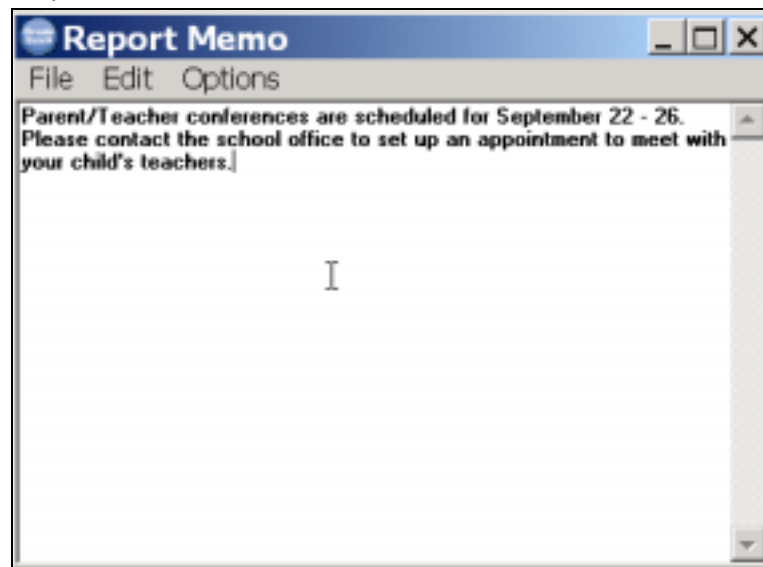 Report Memo
File Edit Options
Parent/Teacher conferences are scheduled for September 22 - 26.
Please contact the school office to set up an appointment to meet with
your child's teachers.